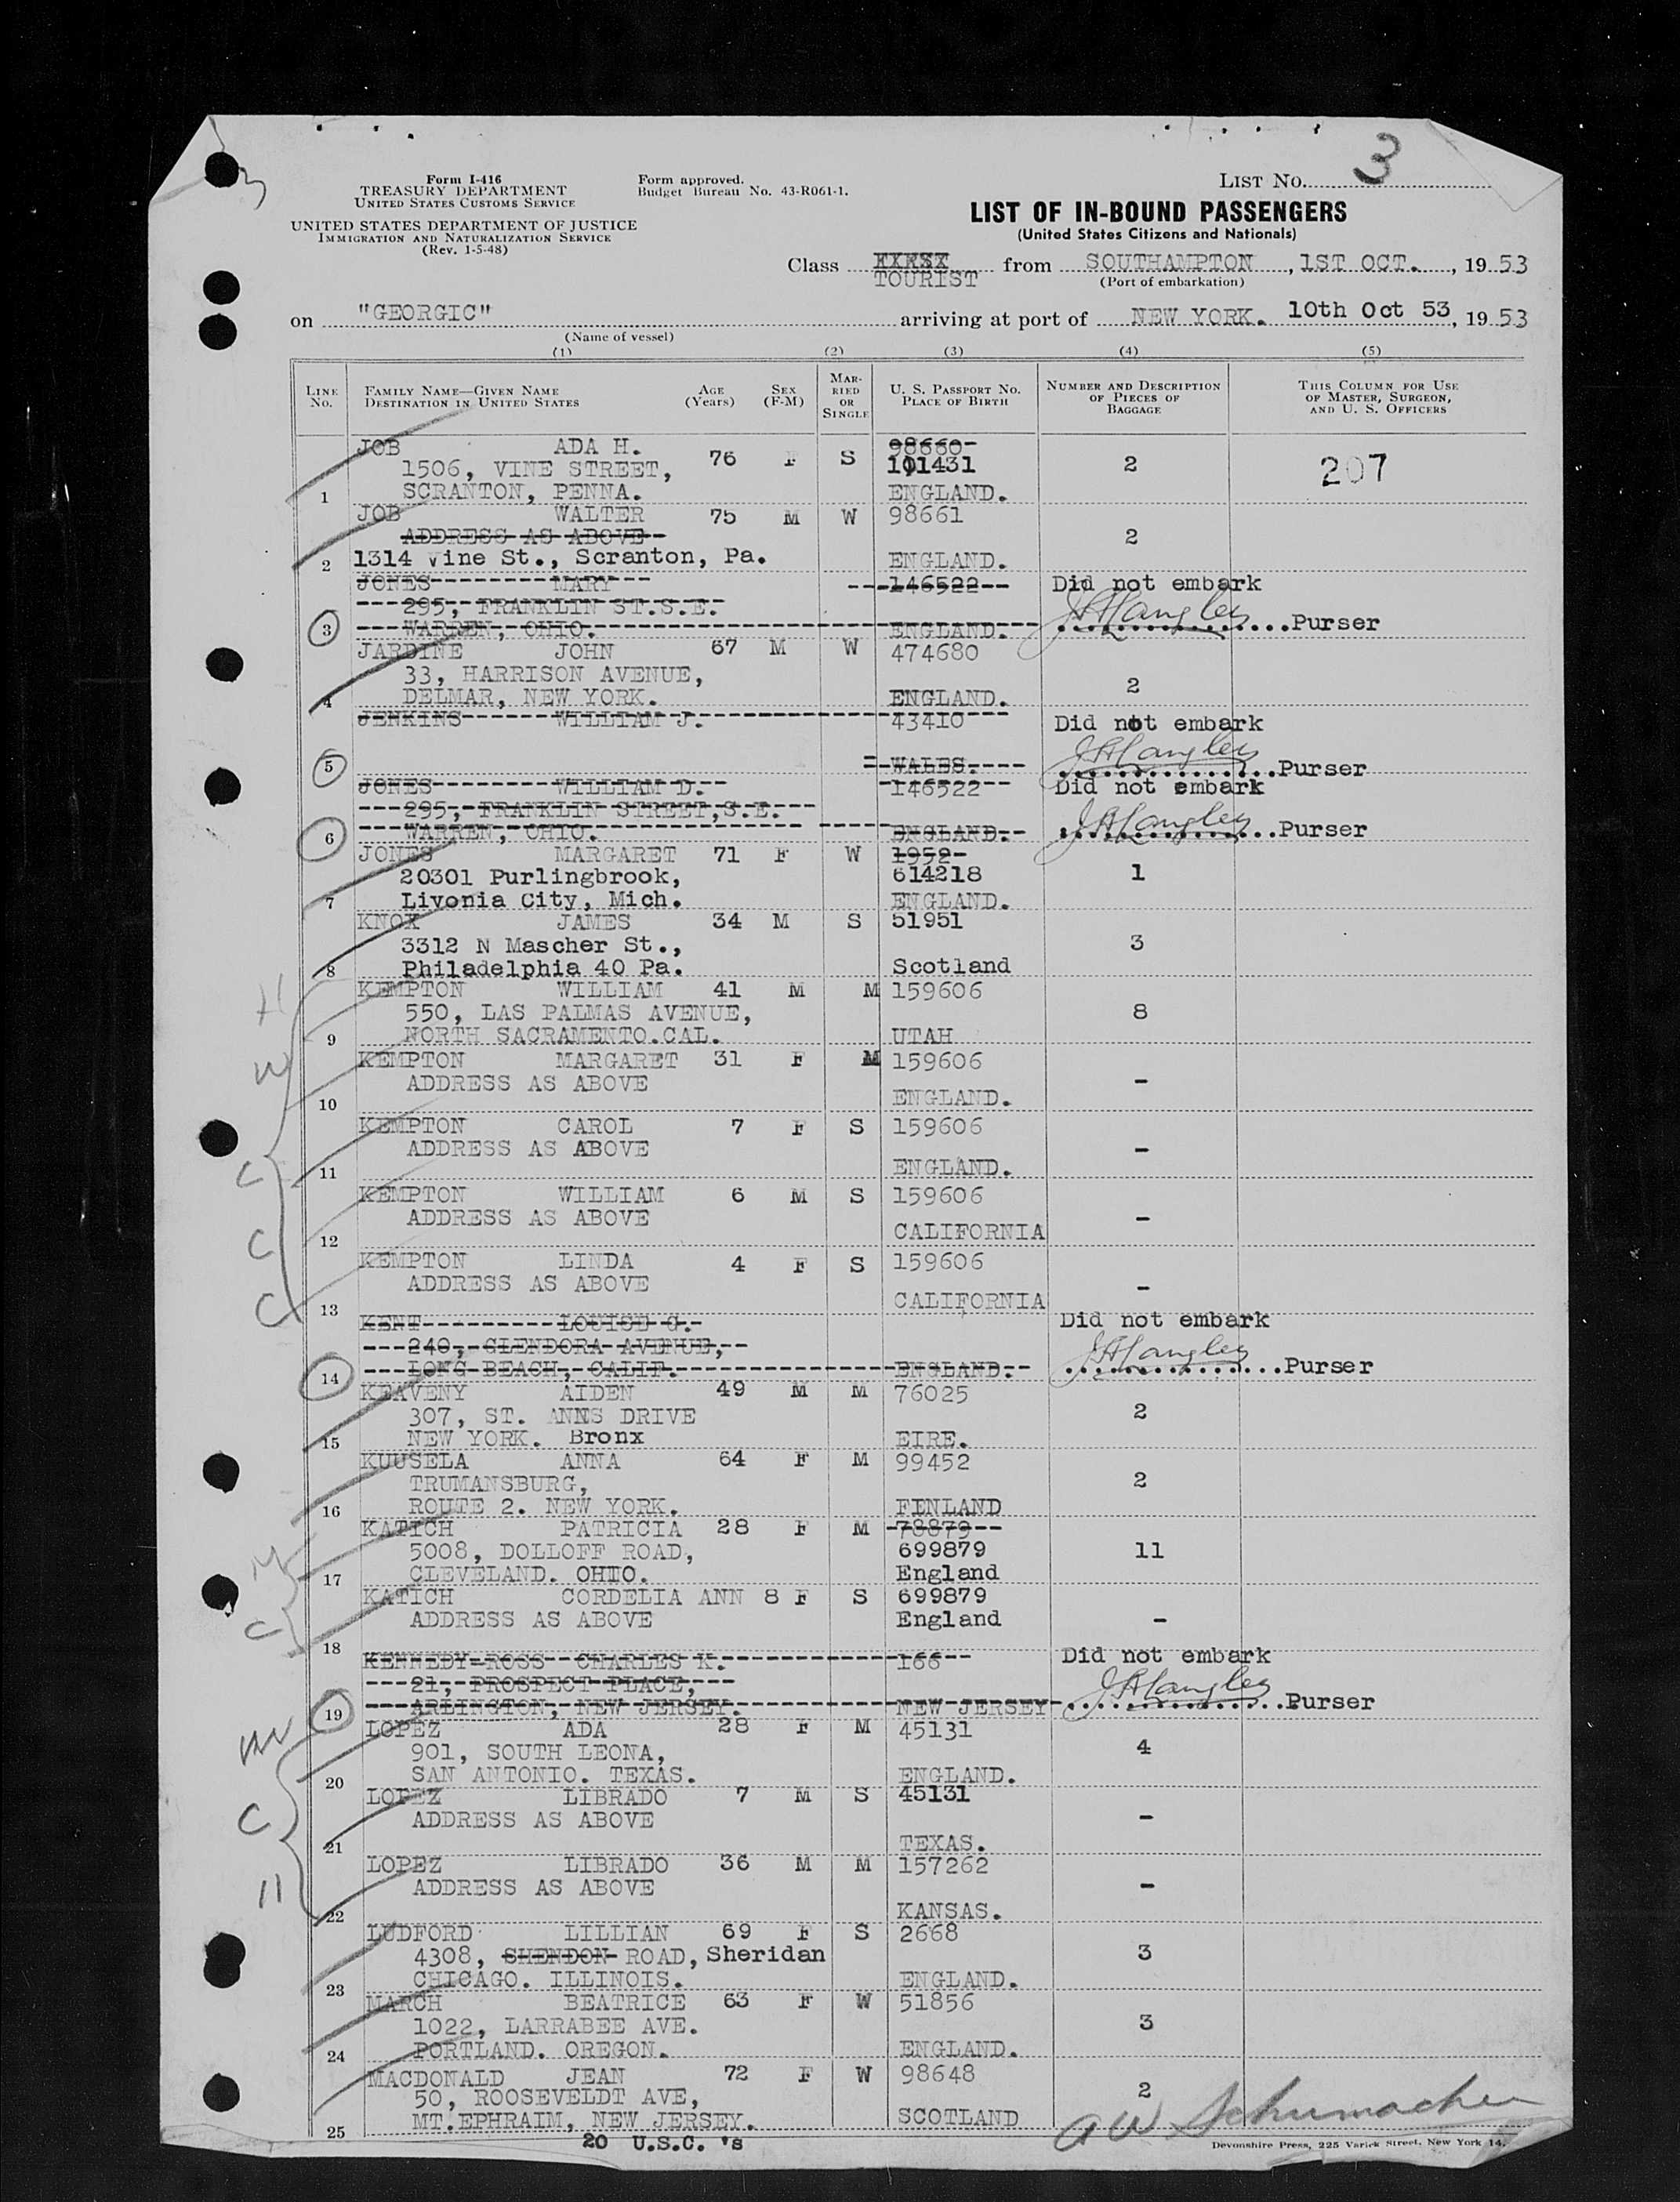 3
LIST No. 3
Form I-416
TREASURY DEPARTMENT
UNITED STATES CUSTOMS SERVICE
Form approved.
Budget Bureau No. 43-R061-1.
UNITED STATES DEPARTMENT OF JUSTICE
IMMIGRATION AND NATURALIZATION SERVICE
(Rev. 1-5-48)
LIST OF IN-BOUND PASSENGERS
(United States Citizens and Nationals)
Class FIRST TOURIST from SOUTHAMPTON, 1ST OCT., 1953
(Port of embarkation)
on "GEORGIC" arriving at port of NEW YORK. 10th Oct 53, 1953
(Name of vessel)
(1) (2) (3) (4) (5)
LINE No. FAMILY NAME—GIVEN NAME DESTINATION IN UNITED STATES AGE (Years) SEX (F-M) MARRIED OR SINGLE U. S. PASSPORT NO. PLACE OF BIRTH NUMBER AND DESCRIPTION OF PIECES OF BAGGAGE THIS COLUMN FOR USE OF MASTER, SURGEON, AND U. S. OFFICERS
JOB ADA H. 76 F S 98660
1506, VINE STREET, 101431 2 207
1 SCRANTON, PENNA. ENGLAND.
JOB WALTER 75 M W 98661
ADDRESS AS ABOVE 2
2 1314 Vine St., Scranton, Pa. ENGLAND.
JONES MARY 146522 Did not embark
295, FRANKLIN ST.S.E. J A Langley
3 WARREN, OHIO. ENGLAND. Purser
JARDINE JOHN 67 M W 474680
33, HARRISON AVENUE, 2
4 DELMAR, NEW YORK. ENGLAND.
JENKINS WILLIAM J. 43410 Did not embark
J A Langley
5 WALES. Purser
JONES WILLIAM D. 146522 Did not embark
295, FRANKLIN STREET,S.E. J A Langley
6 WARREN, OHIO. ENGLAND. Purser
JONES MARGARET 71 F W 1952
20301 Purlingbrook, 614218 1
7 Livonia City, Mich. ENGLAND.
KNOX JAMES 34 M S 51951
3312 N Mascher St., 3
8 Philadelphia 40 Pa. Scotland
H
KEMPTON WILLIAM 41 M M 159606
550, LAS PALMAS AVENUE, 8
9 NORTH SACRAMENTO.CAL. UTAH
W
KEMPTON MARGARET 31 F M 159606
ADDRESS AS ABOVE -
10 ENGLAND.
KEMPTON CAROL 7 F S 159606
ADDRESS AS ABOVE -
C
11 ENGLAND.
KEMPTON WILLIAM 6 M S 159606
ADDRESS AS ABOVE -
C
12 CALIFORNIA
KEMPTON LINDA 4 F S 159606
ADDRESS AS ABOVE -
C
13 CALIFORNIA
KENT LOUISE G. Did not embark
240, GLENDORA AVENUE, J A Langley
14 LONG BEACH, CALIF. ENGLAND. Purser
KEAVENY AIDEN 49 M M 76025
307, ST. ANNS DRIVE 2
15 NEW YORK. Bronx EIRE.
KUUSELA ANNA 64 F M 99452
TRUMANSBURG, 2
16 ROUTE 2. NEW YORK. FINLAND
KATICH PATRICIA 28 F M 78879
5008, DOLLOFF ROAD, 699879 11
M
17 CLEVELAND. OHIO. England
KATICH CORDELIA ANN 8 F S 699879
C
ADDRESS AS ABOVE England -
18
KENNEDY-ROSS CHARLES K. 166 Did not embark
21, PROSPECT PLACE, J A Langley
19 ARLINGTON, NEW JERSEY. NEW JERSEY Purser
LOPEZ ADA 28 F M 45131
W
901, SOUTH LEONA, 4
20 SAN ANTONIO. TEXAS. ENGLAND.
LOPEZ LIBRADO 7 M S 45131
C
ADDRESS AS ABOVE -
21 TEXAS.
LOPEZ LIBRADO 36 M M 157262
ADDRESS AS ABOVE -
H
22 KANSAS.
LUDFORD LILLIAN 69 F S 2668
4308, SHENDON ROAD, Sheridan 3
23 CHICAGO. ILLINOIS. ENGLAND.
MARCH BEATRICE 63 F W 51856
1022, LARRABEE AVE. 3
24 PORTLAND. OREGON. ENGLAND.
MACDONALD JEAN 72 F W 98648
50, ROOSEVELDT AVE, 2
25 MT.EPHRAIM, NEW JERSEY. SCOTLAND
A W Schumacher
20 U.S.C. 's
Devonshire Press, 225 Varick Street, New York 14.